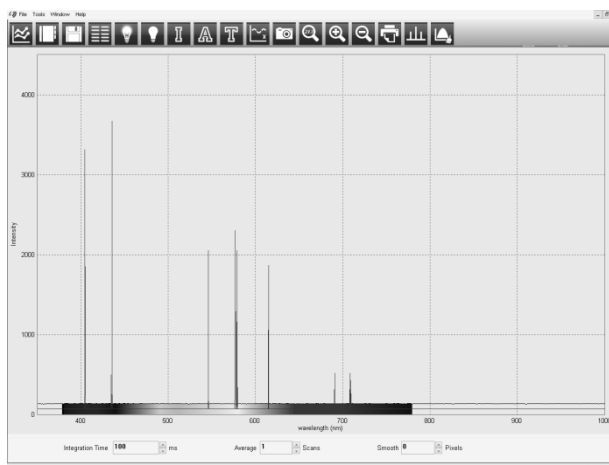 File Tools Window Help
I A T
4000
3000
2000
1000
0
Intensity
400 500 600 700 800 900 1000
wavelength (nm)
Integration Time 100 ms Average 1 Scans Smooth 0 Pixels